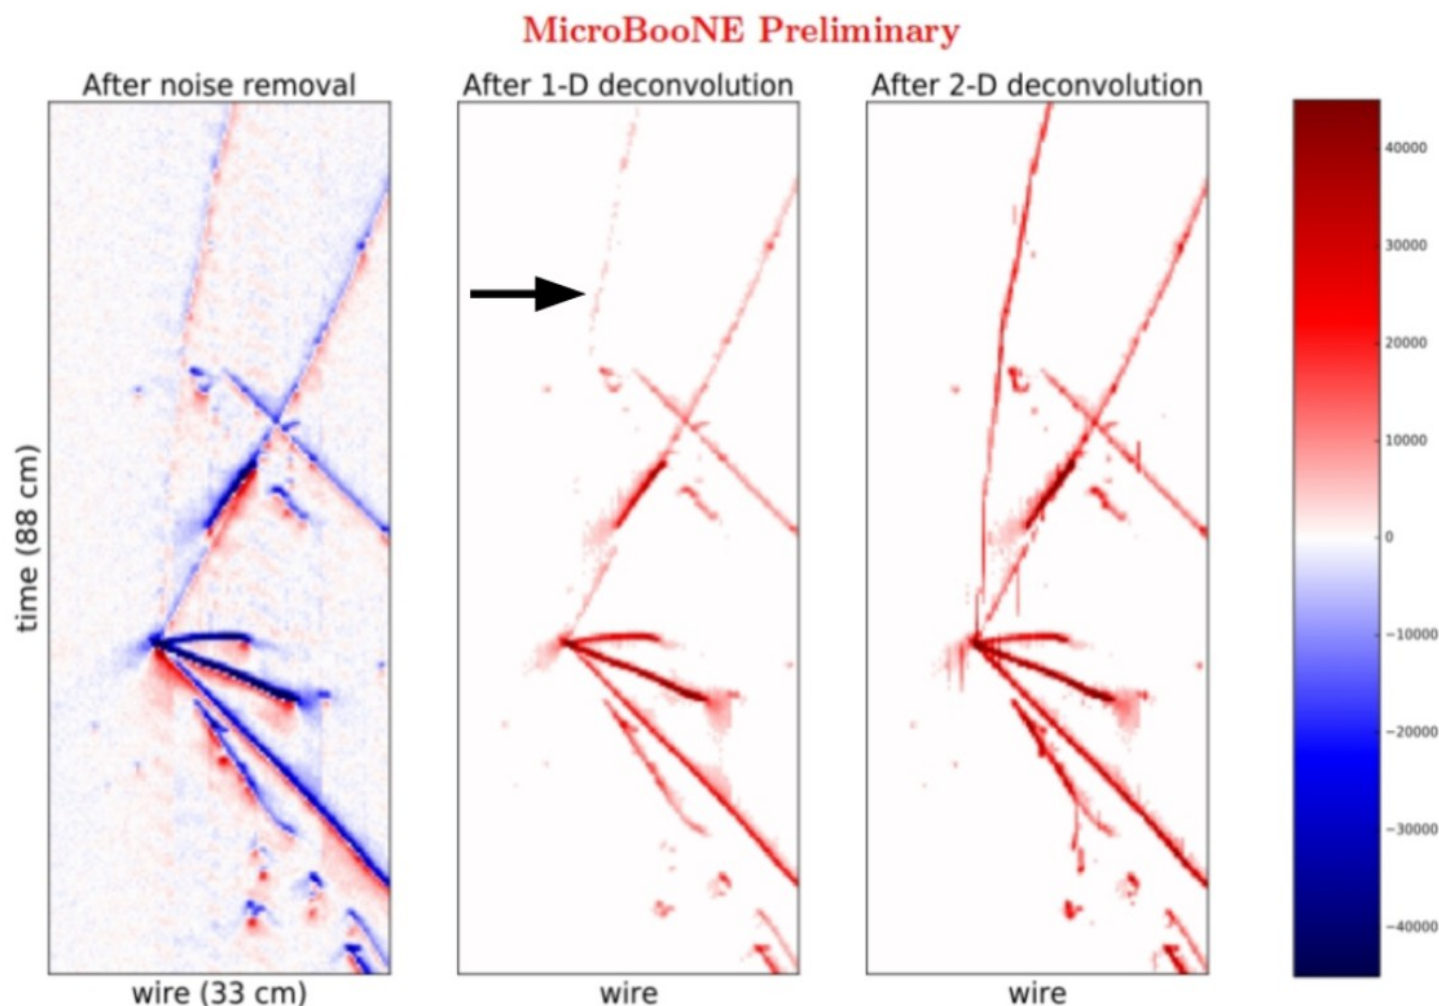 MicroBooNE Preliminary
After noise removal
After 1-D deconvolution
After 2-D deconvolution
time (88 cm)
wire (33 cm)
wire
wire
40000
30000
20000
10000
0
−10000
−20000
−30000
−40000